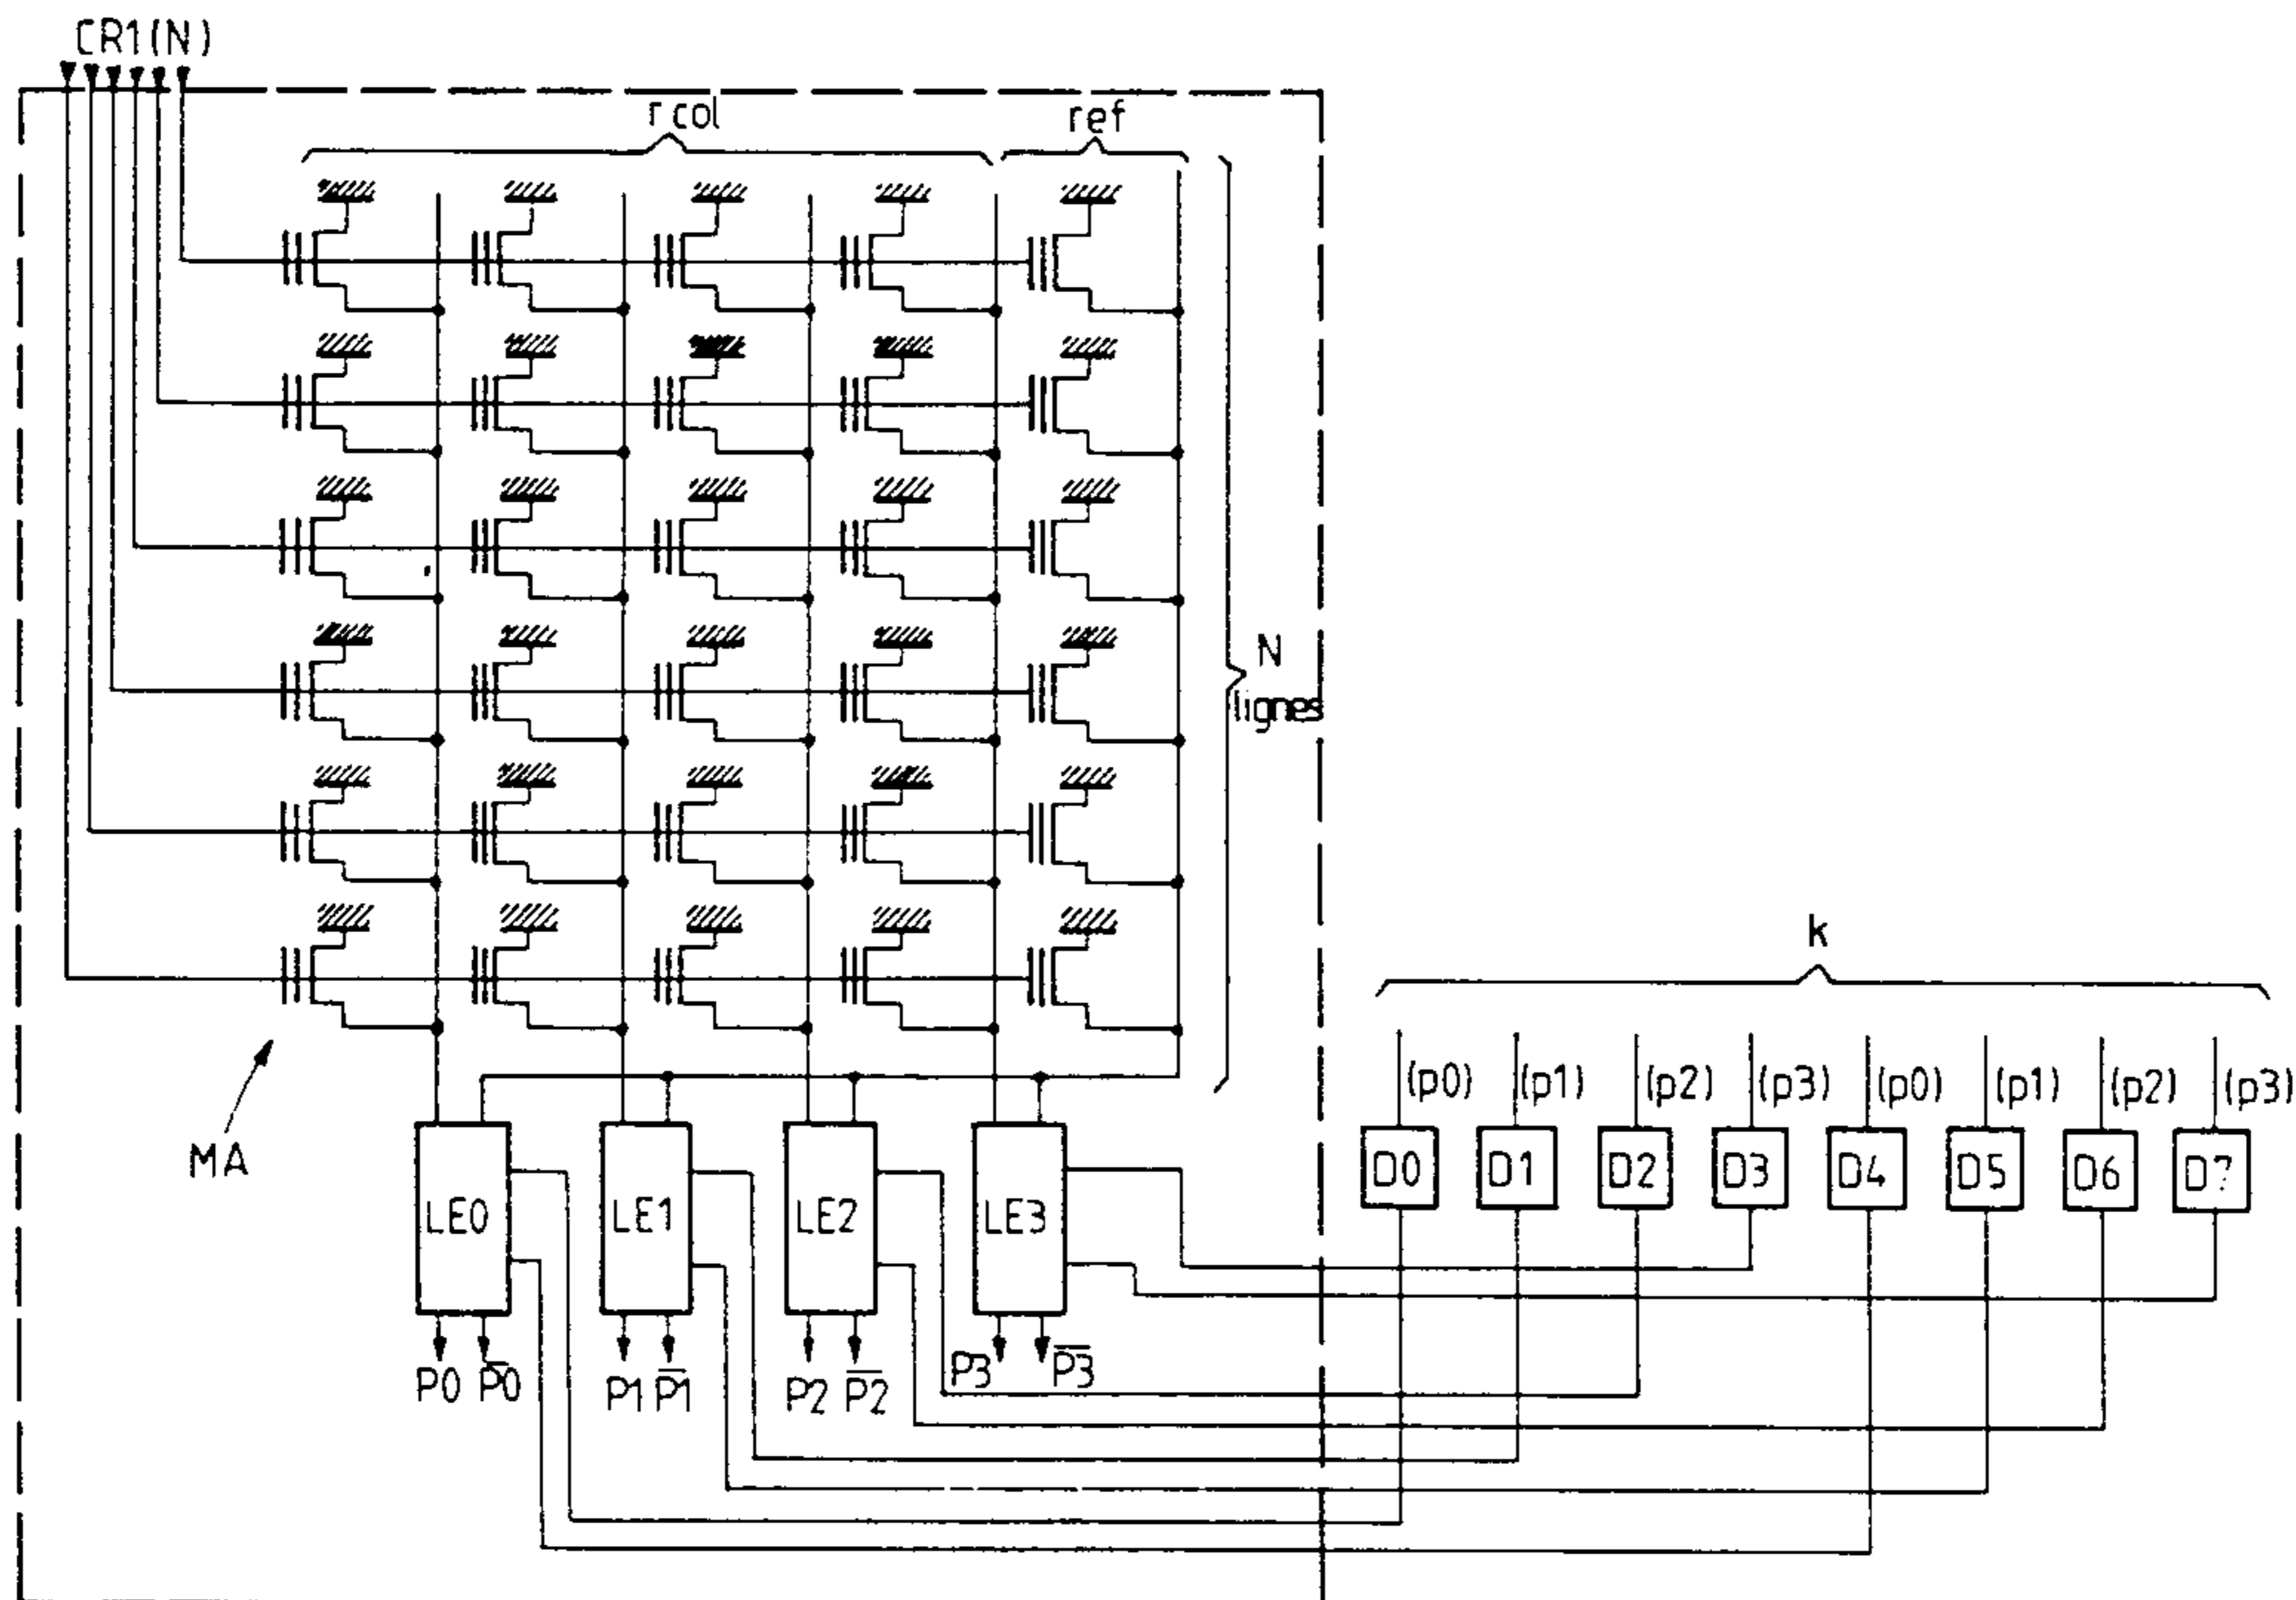 CR1(N)
r col
ref
N
lignes
k
(p0) (p1) (p2) (p3) (p0) (p1) (p2) (p3)
MA
D0 D1 D2 D3 D4 D5 D6 D7
LE0 LE1 LE2 LE3
P0 P̅0̅ P1 P̅1̅ P2 P̅2̅ P3 P̅3̅